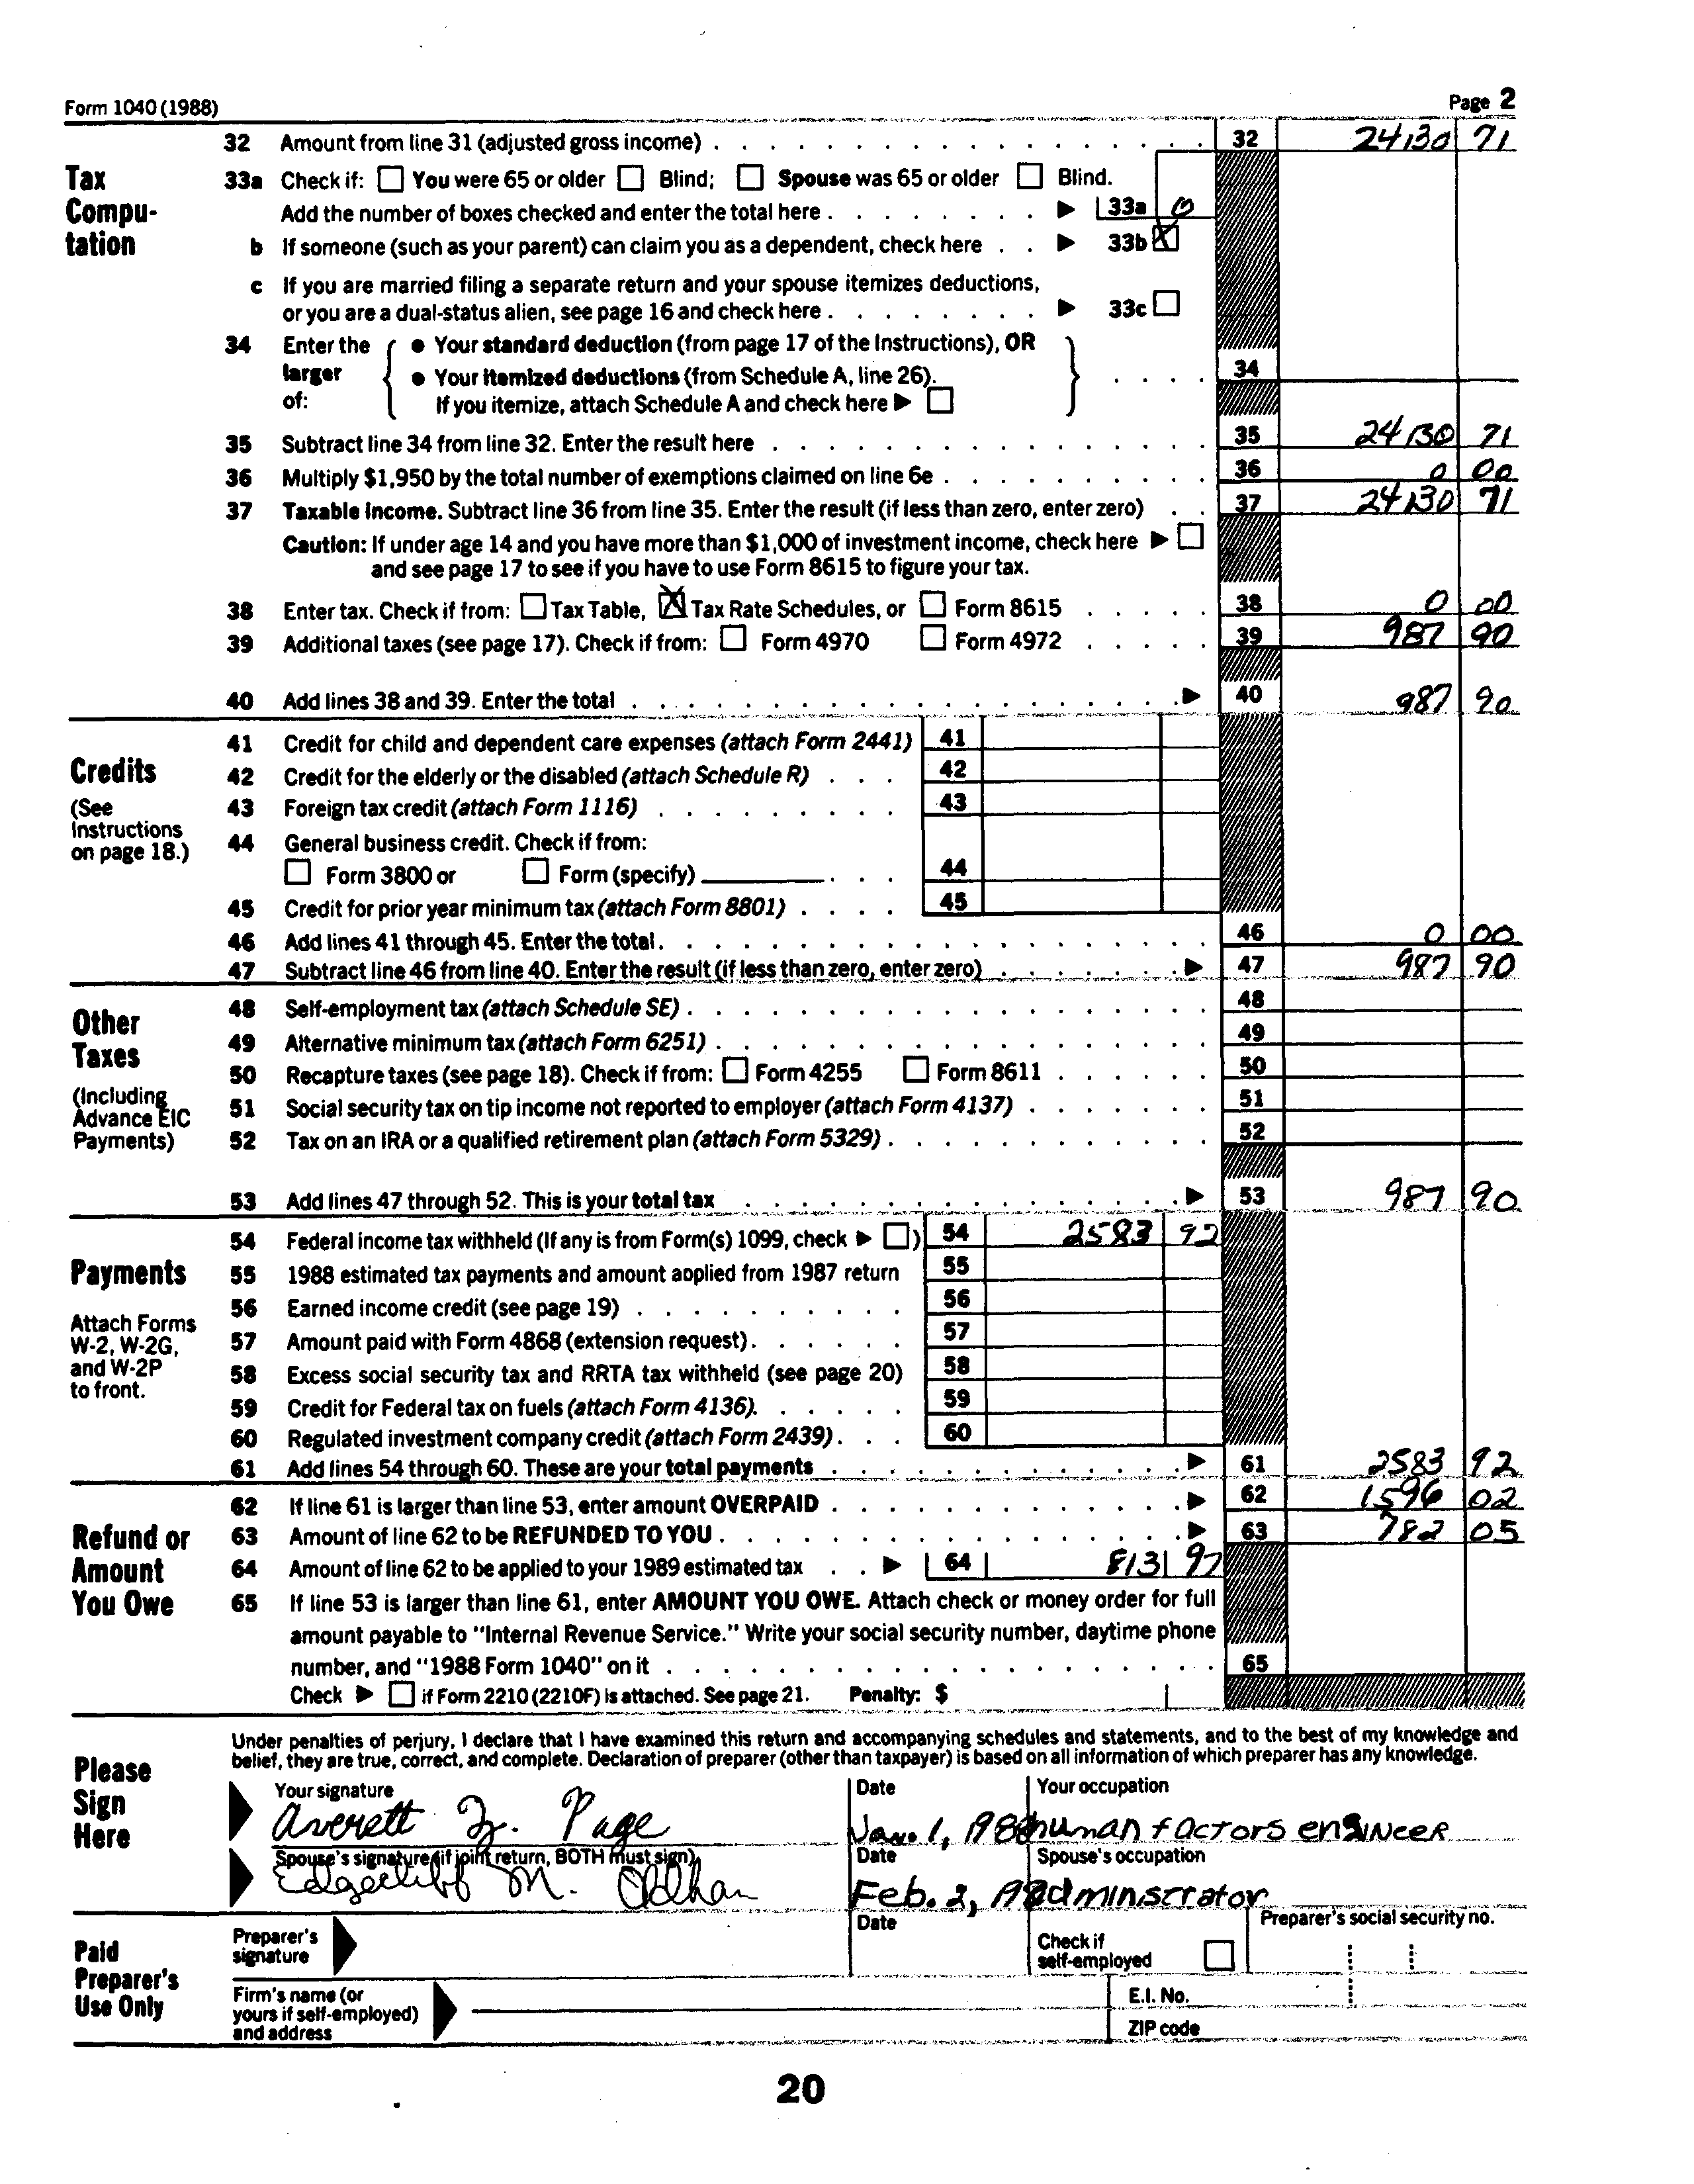 Form 1040 (1988) Page 2
Tax Compu-tation
32 Amount from line 31 (adjusted gross income) 32 24130 71
33a Check if: You were 65 or older Blind; Spouse was 65 or older Blind.
Add the number of boxes checked and enter the total here 33a 0
b If someone (such as your parent) can claim you as a dependent, check here 33b X
c If you are married filing a separate return and your spouse itemizes deductions,
or you are a dual-status alien, see page 16 and check here 33c
34 Enter the larger of:
• Your standard deduction (from page 17 of the Instructions), OR
• Your itemized deductions (from Schedule A, line 26).
If you itemize, attach Schedule A and check here
34
35 Subtract line 34 from line 32. Enter the result here 35 24130 71
36 Multiply $1,950 by the total number of exemptions claimed on line 6e 36 0 00
37 Taxable income. Subtract line 36 from line 35. Enter the result (if less than zero, enter zero) 37 24130 71
Caution: If under age 14 and you have more than $1,000 of investment income, check here
and see page 17 to see if you have to use Form 8615 to figure your tax.
38 Enter tax. Check if from: Tax Table, X Tax Rate Schedules, or Form 8615 38 0 00
39 Additional taxes (see page 17). Check if from: Form 4970 Form 4972 39 987 90
40 Add lines 38 and 39. Enter the total 40 987 90
Credits
(See Instructions on page 18.)
41 Credit for child and dependent care expenses (attach Form 2441) 41
42 Credit for the elderly or the disabled (attach Schedule R) 42
43 Foreign tax credit (attach Form 1116) 43
44 General business credit. Check if from:
Form 3800 or Form (specify) 44
45 Credit for prior year minimum tax (attach Form 8801) 45
46 Add lines 41 through 45. Enter the total 46 0 00
47 Subtract line 46 from line 40. Enter the result (if less than zero, enter zero) 47 987 90
Other Taxes
(Including Advance EIC Payments)
48 Self-employment tax (attach Schedule SE) 48
49 Alternative minimum tax (attach Form 6251) 49
50 Recapture taxes (see page 18). Check if from: Form 4255 Form 8611 50
51 Social security tax on tip income not reported to employer (attach Form 4137) 51
52 Tax on an IRA or a qualified retirement plan (attach Form 5329) 52
53 Add lines 47 through 52. This is your total tax 53 987 90
Payments
Attach Forms W-2, W-2G, and W-2P to front.
54 Federal income tax withheld (If any is from Form(s) 1099, check ) 54 2583 92
55 1988 estimated tax payments and amount applied from 1987 return 55
56 Earned income credit (see page 19) 56
57 Amount paid with Form 4868 (extension request) 57
58 Excess social security tax and RRTA tax withheld (see page 20) 58
59 Credit for Federal tax on fuels (attach Form 4136) 59
60 Regulated investment company credit (attach Form 2439) 60
61 Add lines 54 through 60. These are your total payments 61 2583 92
Refund or Amount You Owe
62 If line 61 is larger than line 53, enter amount OVERPAID 62 1596 02
63 Amount of line 62 to be REFUNDED TO YOU 63 782 05
64 Amount of line 62 to be applied to your 1989 estimated tax 64 813 97
65 If line 53 is larger than line 61, enter AMOUNT YOU OWE. Attach check or money order for full
amount payable to "Internal Revenue Service." Write your social security number, daytime phone
number, and "1988 Form 1040" on it 65
Check if Form 2210 (2210F) is attached. See page 21. Penalty: $
Please Sign Here
Under penalties of perjury, I declare that I have examined this return and accompanying schedules and statements, and to the best of my knowledge and
belief, they are true, correct, and complete. Declaration of preparer (other than taxpayer) is based on all information of which preparer has any knowledge.
Your signature Date Your occupation
Averett Page Jan. 1, 198 human factors engineer
Spouse's signature (if joint return, BOTH must sign) Date Spouse's occupation
Edgecliff M. Oldhan Feb. 2, adminstrator
Paid Preparer's Use Only
Preparer's signature Date Check if self-employed Preparer's social security no.
Firm's name (or yours if self-employed) and address E.I. No.
ZIP code
20